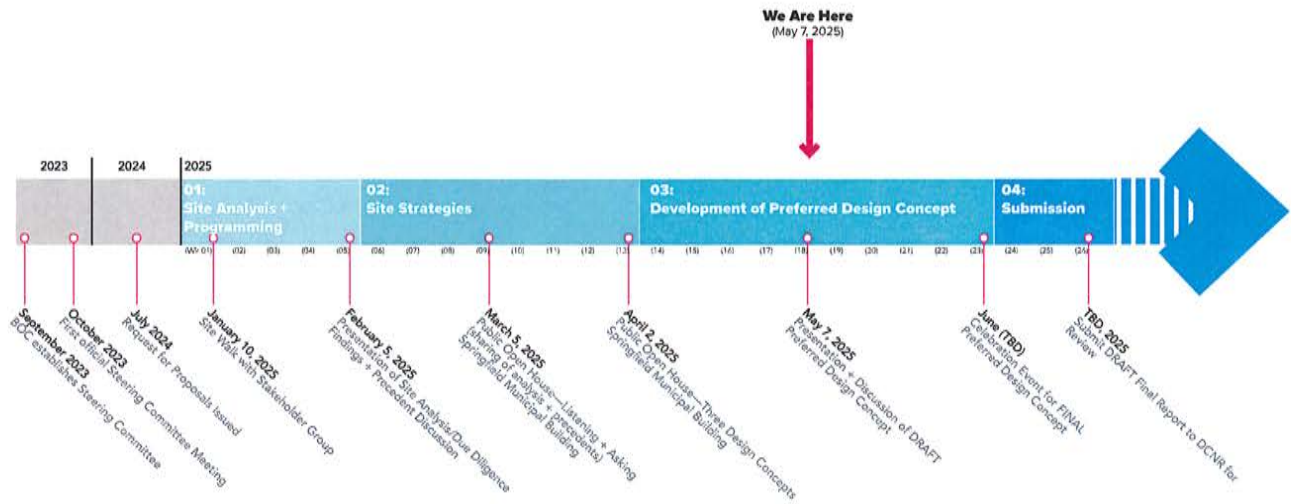 We Are Here
(May 7, 2025)
2023
2024
2025
01:
Site Analysis +
Programming
02:
Site Strategies
03:
Development of Preferred Design Concept
04:
Submission
(Wk 01)
(02)
(03)
(04)
(05)
(06)
(07)
(08)
(09)
(10)
(11)
(12)
(13)
(14)
(15)
(16)
(17)
(18)
(19)
(20)
(21)
(22)
(23)
(24)
(25)
(26)
September 2023
BOC establishes Steering Committee
October 2023
First official Steering Committee Meeting
July 2024
Request for Proposals Issued
January 10, 2025
Site Walk with Stakeholder Group
February 5, 2025
Presentation of Site Analysis/Due Diligence
Findings + Precedent Discussion
March 5, 2025
Public Open House—Listening + Asking
(sharing of analysis + precedents)
Springfield Municipal Building
April 2, 2025
Public Open House—Three Design Concepts
Springfield Municipal Building
May 7, 2025
Presentation + Discussion of DRAFT
Preferred Design Concept
June (TBD)
Celebration Event for FINAL
Preferred Design Concept
TBD, 2025
Submit DRAFT Final Report to DCNR for
Review